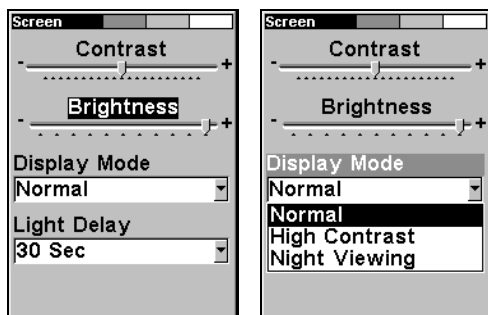 Screen
Contrast
- +
Brightness
- +
Display Mode
Normal
Light Delay
30 Sec
Screen
Contrast
- +
Brightness
- +
Display Mode
Normal
Normal
High Contrast
Night Viewing